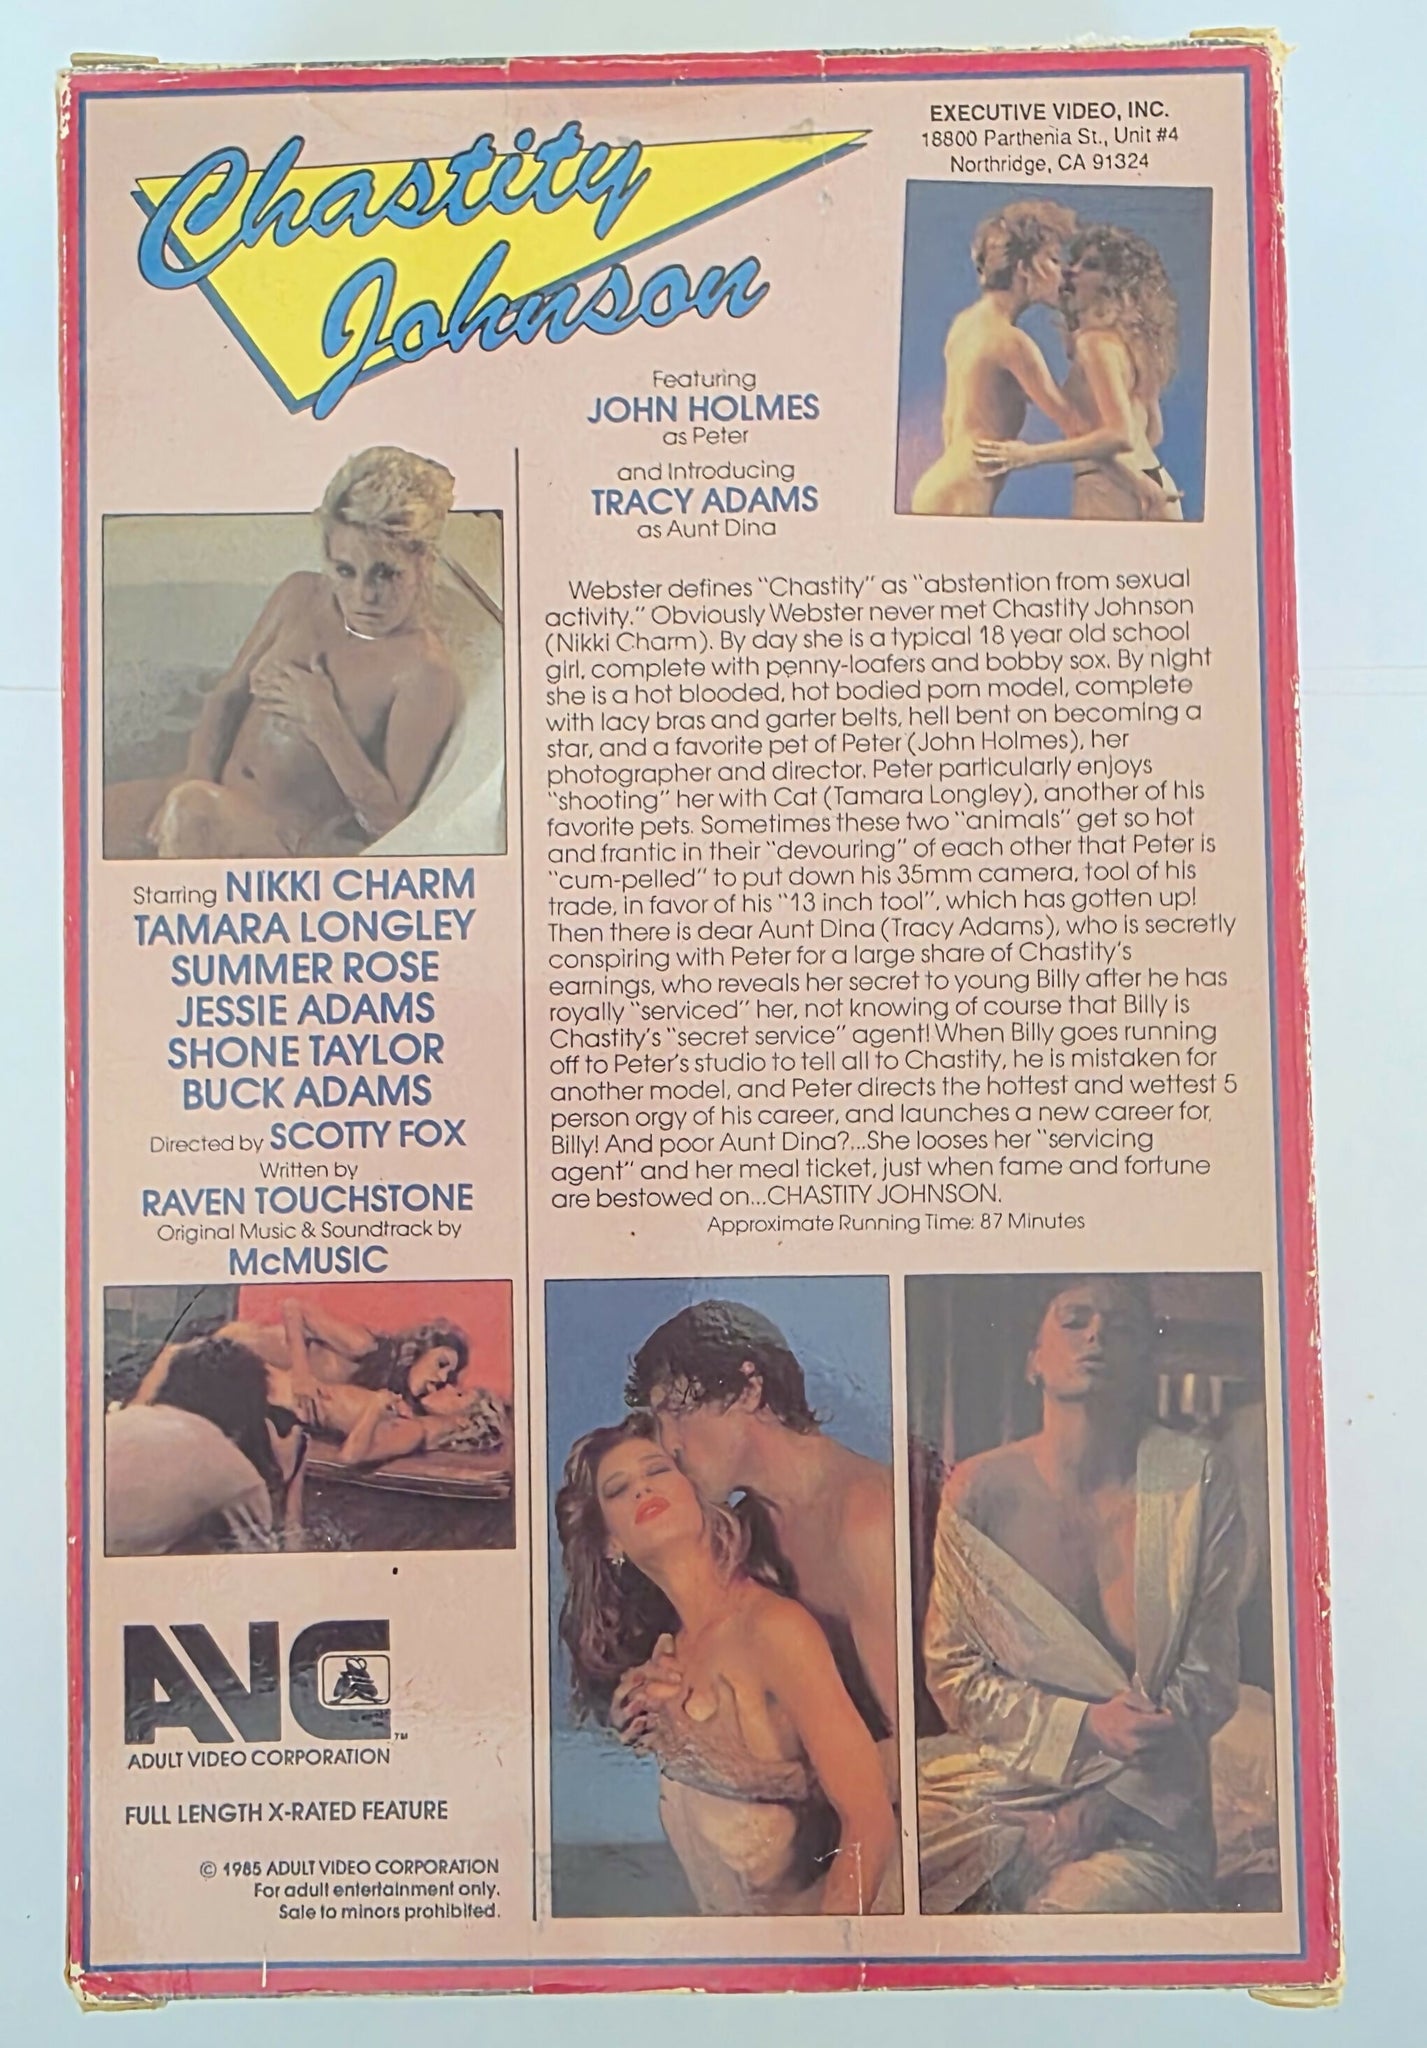 Chastity
Johnson
EXECUTIVE VIDEO, INC.
18800 Parthenia St., Unit #4
Northridge, CA 91324
Featuring
JOHN HOLMES
as Peter
and Introducing
TRACY ADAMS
as Aunt Dina
Starring NIKKI CHARM
TAMARA LONGLEY
SUMMER ROSE
JESSIE ADAMS
SHONE TAYLOR
BUCK ADAMS
Directed by SCOTTY FOX
Written by
RAVEN TOUCHSTONE
Original Music & Soundtrack by
McMUSIC
Webster defines "Chastity" as "abstention from sexual
activity." Obviously Webster never met Chastity Johnson
(Nikki Charm). By day she is a typical 18 year old school
girl, complete with penny-loafers and bobby sox. By night
she is a hot blooded, hot bodied porn model, complete
with lacy bras and garter belts, hell bent on becoming a
star, and a favorite pet of Peter (John Holmes), her
photographer and director. Peter particularly enjoys
"shooting" her with Cat (Tamara Longley), another of his
favorite pets. Sometimes these two "animals" get so hot
and frantic in their "devouring" of each other that Peter is
"cum-pelled" to put down his 35mm camera, tool of his
trade, in favor of his "13 inch tool", which has gotten up!
Then there is dear Aunt Dina (Tracy Adams), who is secretly
conspiring with Peter for a large share of Chastity's
earnings, who reveals her secret to young Billy after he has
royally "serviced" her, not knowing of course that Billy is
Chastity's "secret service" agent! When Billy goes running
off to Peter's studio to tell all to Chastity, he is mistaken for
another model, and Peter directs the hottest and wettest 5
person orgy of his career, and launches a new career for,
Billy! And poor Aunt Dina?...She looses her "servicing
agent" and her meal ticket, just when fame and fortune
are bestowed on...CHASTITY JOHNSON.
Approximate Running Time: 87 Minutes
AVC
TM
ADULT VIDEO CORPORATION
FULL LENGTH X-RATED FEATURE
© 1985 ADULT VIDEO CORPORATION
For adult entertainment only.
Sale to minors prohibited.